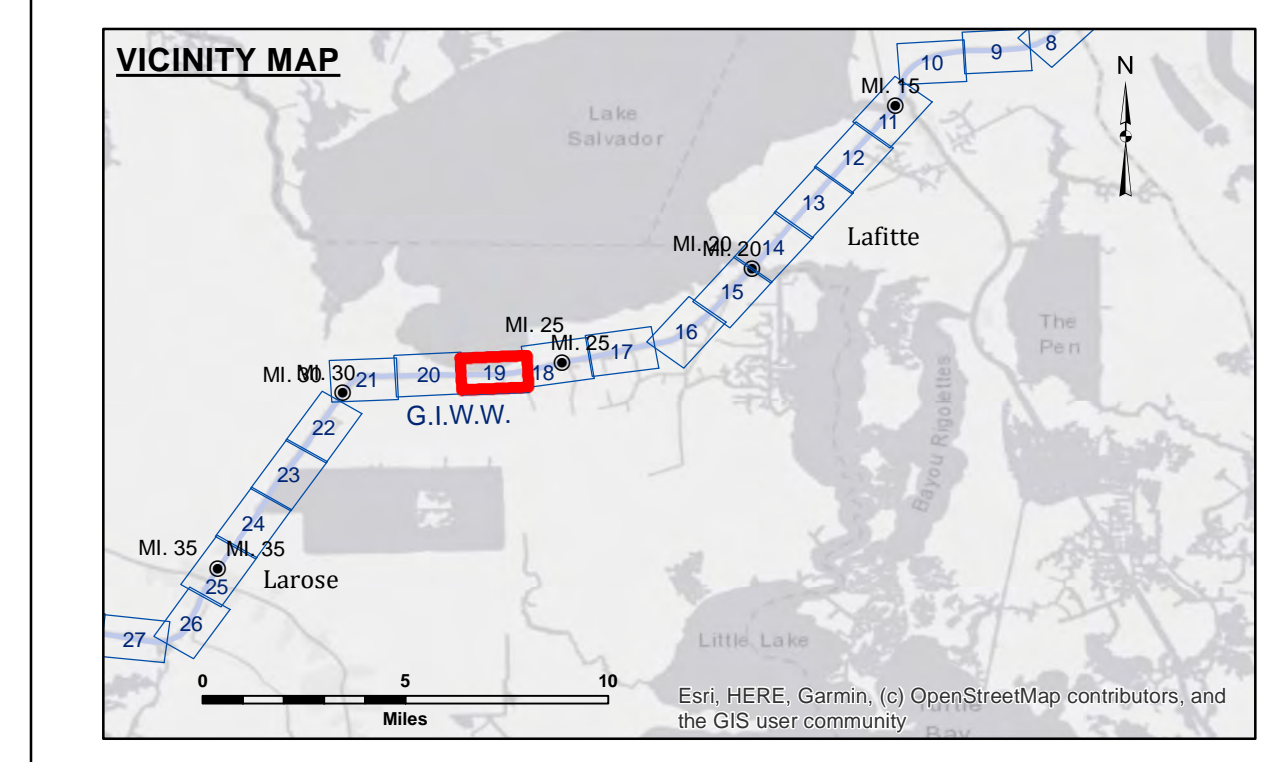 VICINITY MAP
8
9
10
N
MI. 15
11
Lake
Salvador
12
13
Lafitte
MI. 20
MI. 20
14
15
The
Pen
16
MI. 25
MI. 25
17
18
19
20
21
MI. 30
MI. 30
G.I.W.W.
22
Bayou Rigolettes
23
24
MI. 35
MI. 35
25
Larose
26
27
Little Lake
0 5 10
Miles
Esri, HERE, Garmin, (c) OpenStreetMap contributors, and
the GIS user community
Turtle
Bay